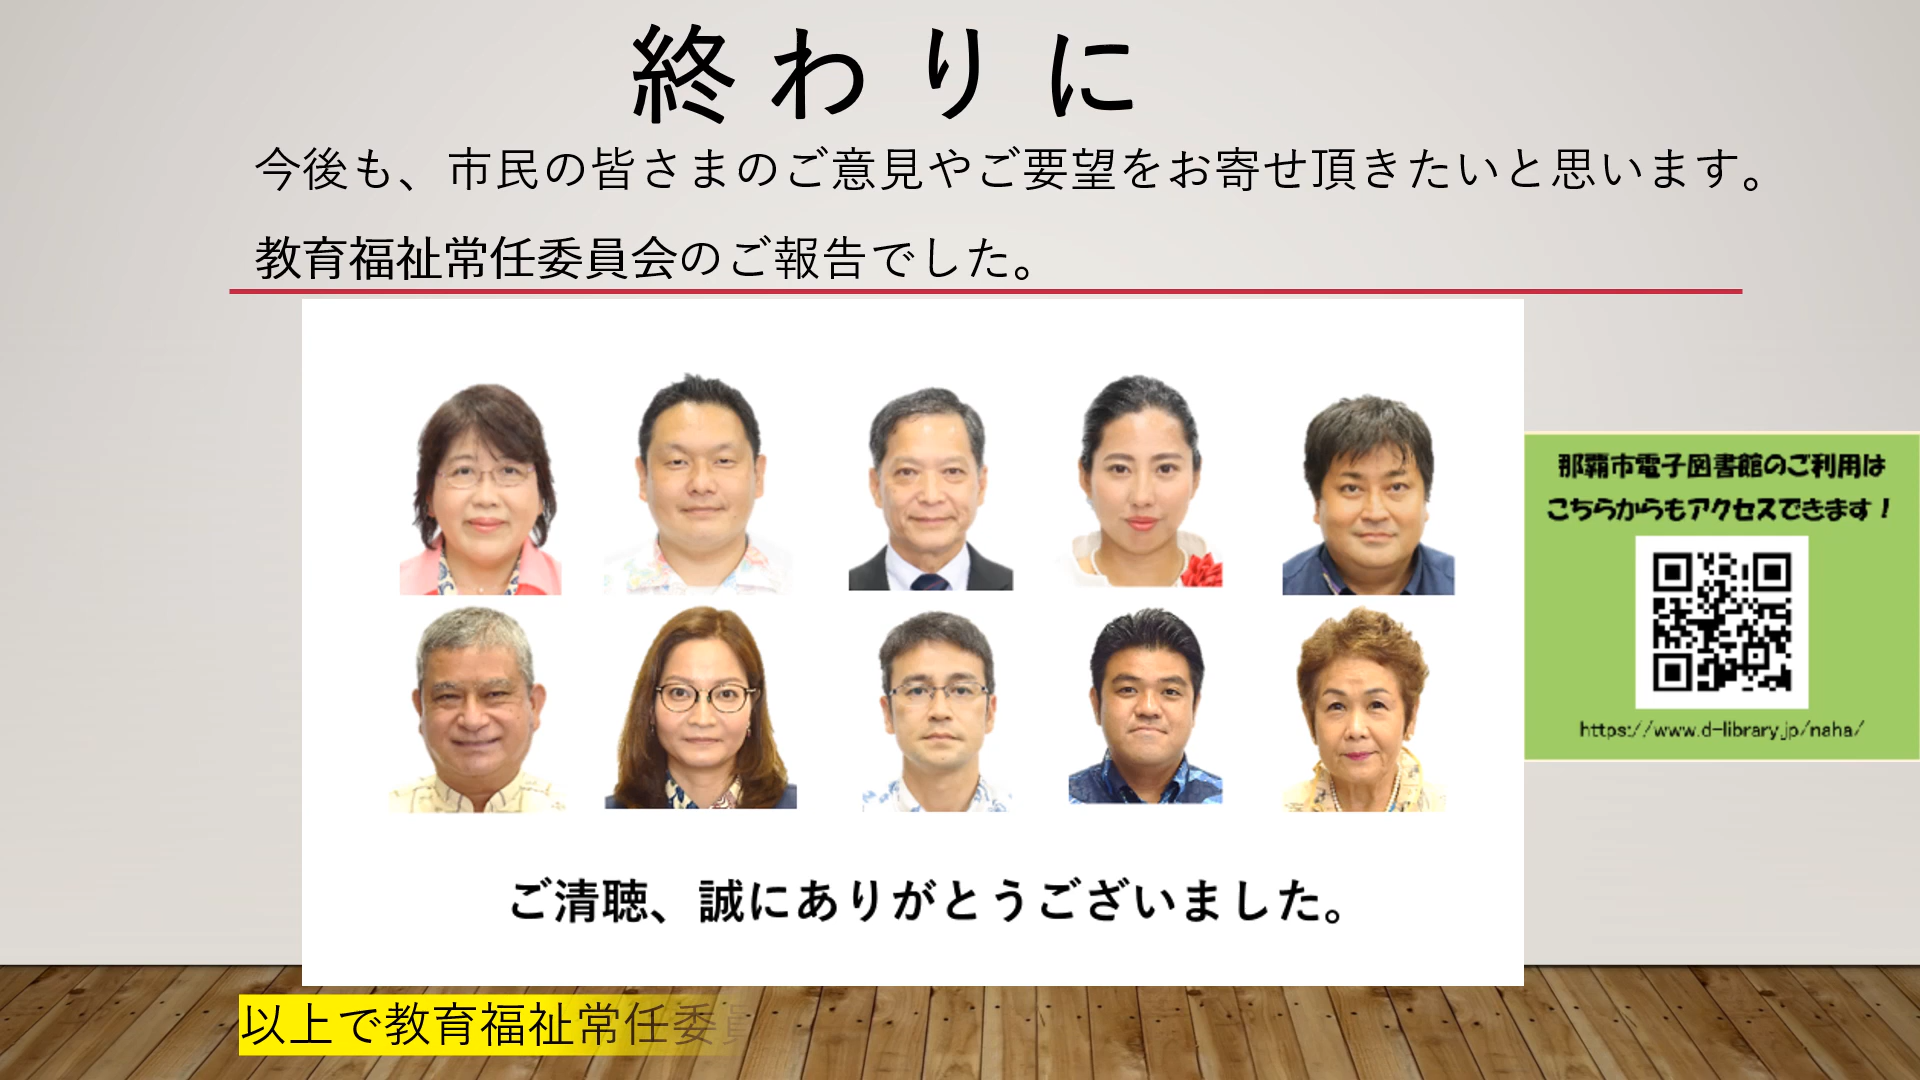 終わりに
今後も、市民の皆さまのご意見やご要望をお寄せ頂きたいと思います。
教育福祉常任委員会のご報告でした。
那覇市電子図書館のご利用は
こちらからもアクセスできます!
https://www.d-library.jp/naha/
ご清聴、誠にありがとうございました。
以上で教育福祉常任委員